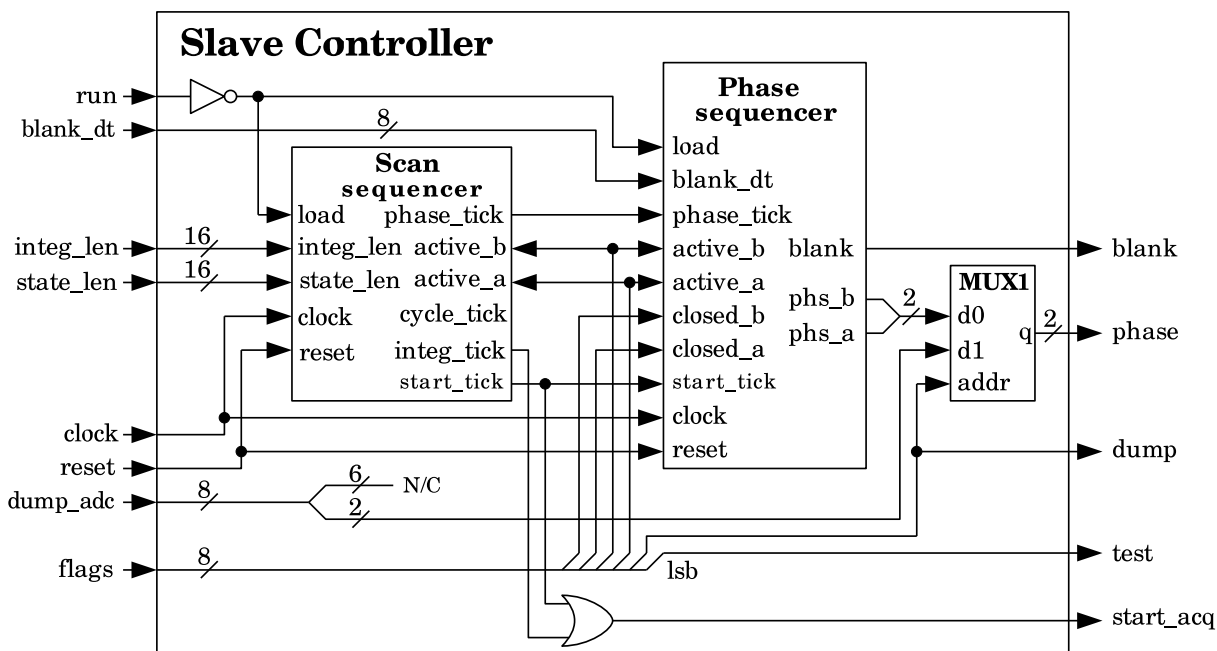 Slave Controller
run
blank_dt
8
integ_len
16
state_len
16
clock
reset
dump_adc
8
6
N/C
2
flags
8
lsb
Scan
sequencer
load
phase_tick
integ_len
active_b
state_len
active_a
clock
cycle_tick
reset
integ_tick
start_tick
Phase
sequencer
load
blank_dt
phase_tick
active_b
blank
active_a
phs_b
closed_b
phs_a
closed_a
start_tick
clock
reset
2
MUX1
d0
q
d1
addr
2
blank
phase
dump
test
start_acq